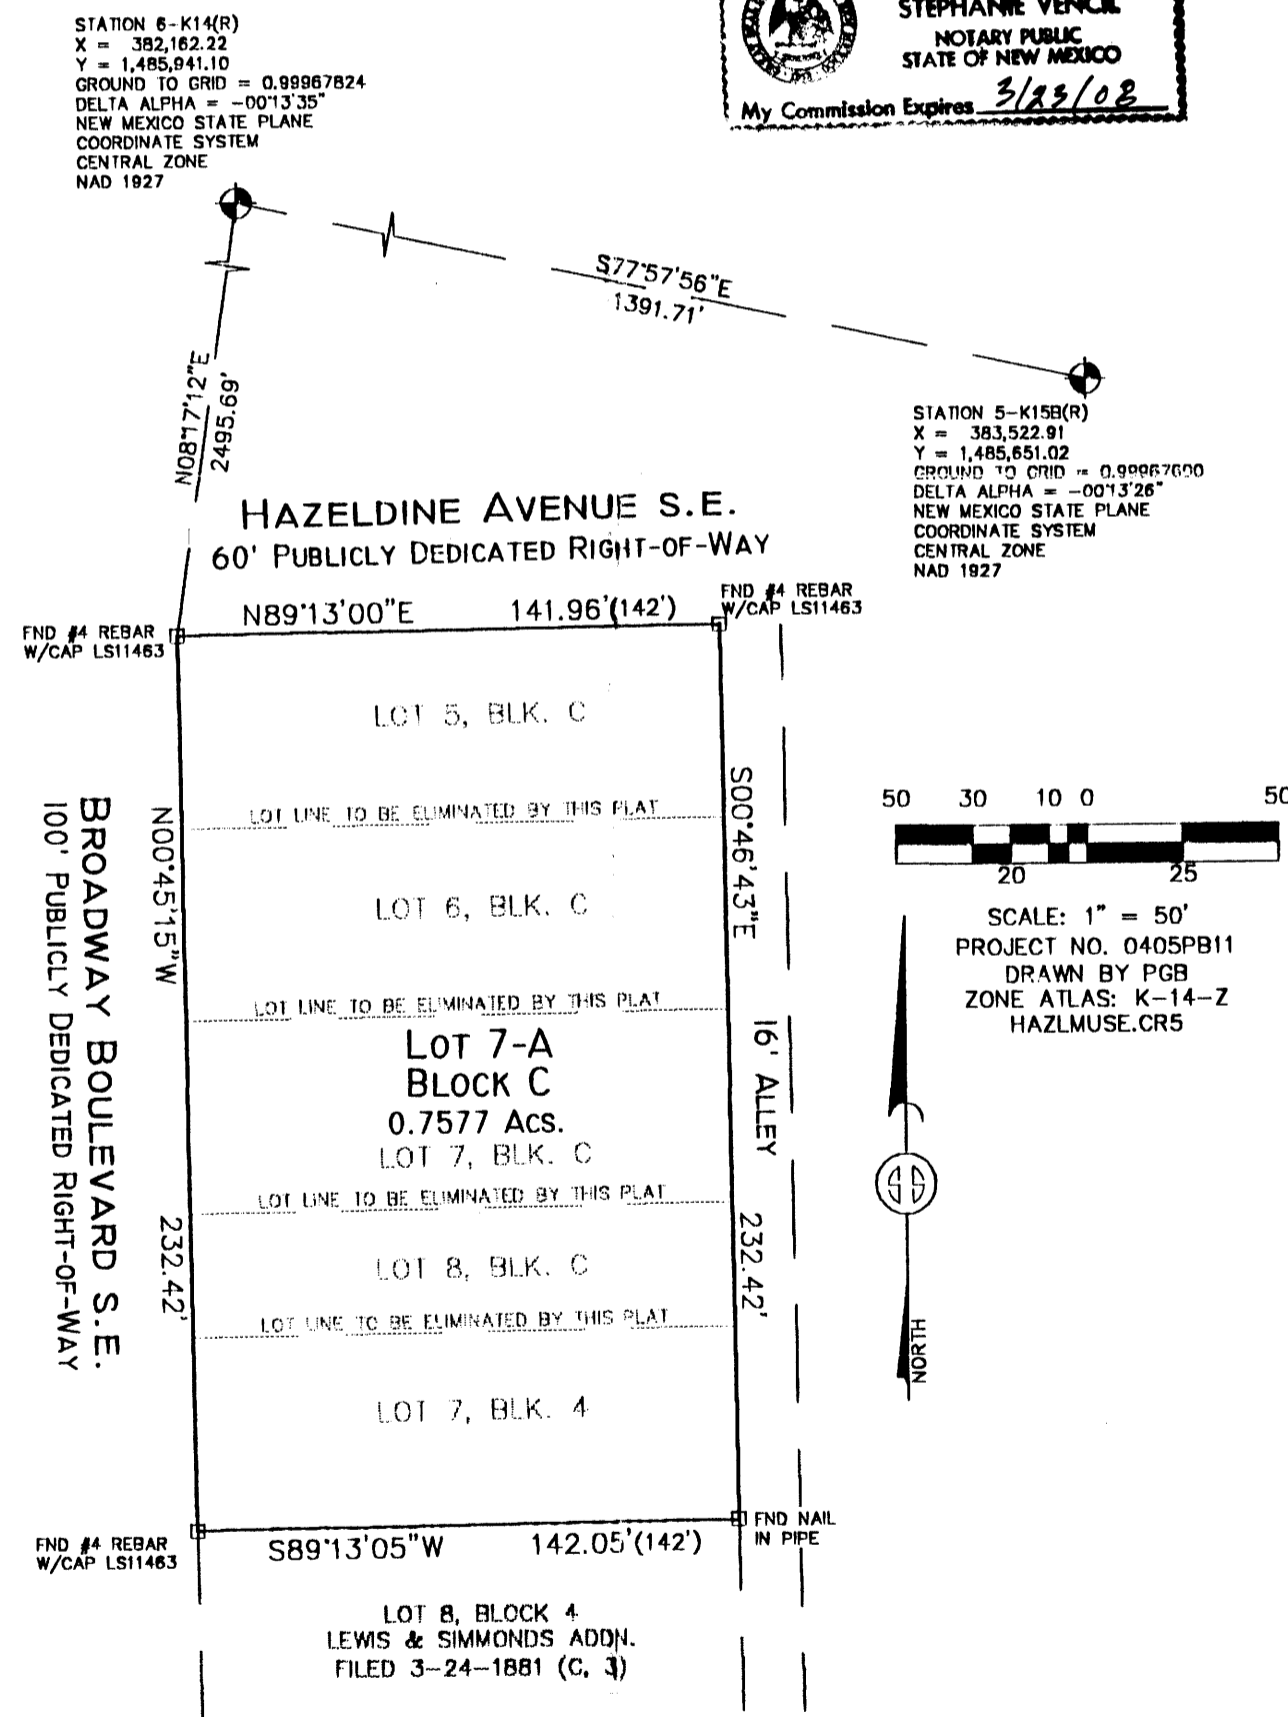 STATION 6-K14(R)
X = 382,162.22
Y = 1,485,941.10
GROUND TO GRID = 0.99967824
DELTA ALPHA = -00°13'35"
NEW MEXICO STATE PLANE
COORDINATE SYSTEM
CENTRAL ZONE
NAD 1927
STEPHANIE VENCIL
NOTARY PUBLIC
STATE OF NEW MEXICO
My Commission Expires 3/23/08
S77°57'56"E
1391.71'
N08°17'12"E
2495.69'
STATION 5-K15B(R)
X = 383,522.91
Y = 1,485,651.02
GROUND TO GRID = 0.99967600
DELTA ALPHA = -00°13'26"
NEW MEXICO STATE PLANE
COORDINATE SYSTEM
CENTRAL ZONE
NAD 1927
HAZELDINE AVENUE S.E.
60' PUBLICLY DEDICATED RIGHT-OF-WAY
FND #4 REBAR
W/CAP LS11463
N89°13'00"E 141.96'(142')
FND #4 REBAR
W/CAP LS11463
LOT 5, BLK. C
LOT LINE TO BE ELIMINATED BY THIS PLAT
LOT 6, BLK. C
LOT LINE TO BE ELIMINATED BY THIS PLAT
LOT 7-A
BLOCK C
0.7577 ACS.
LOT 7, BLK. C
LOT LINE TO BE ELIMINATED BY THIS PLAT
LOT 8, BLK. C
LOT LINE TO BE ELIMINATED BY THIS PLAT
LOT 7, BLK. 4
BROADWAY BOULEVARD S.E.
100' PUBLICLY DEDICATED RIGHT-OF-WAY
N00°45'15"W 232.42'
S00°46'43"E 232.42'
16' ALLEY
50 30 10 0 50
20 25
SCALE: 1" = 50'
PROJECT NO. 0405PB11
DRAWN BY PGB
ZONE ATLAS: K-14-Z
HAZLMUSE.CR5
SS
NORTH
FND #4 REBAR
W/CAP LS11463
S89°13'05"W 142.05'(142')
FND NAIL
IN PIPE
LOT 8, BLOCK 4
LEWIS & SIMMONDS ADDN.
FILED 3-24-1881 (C, 3)